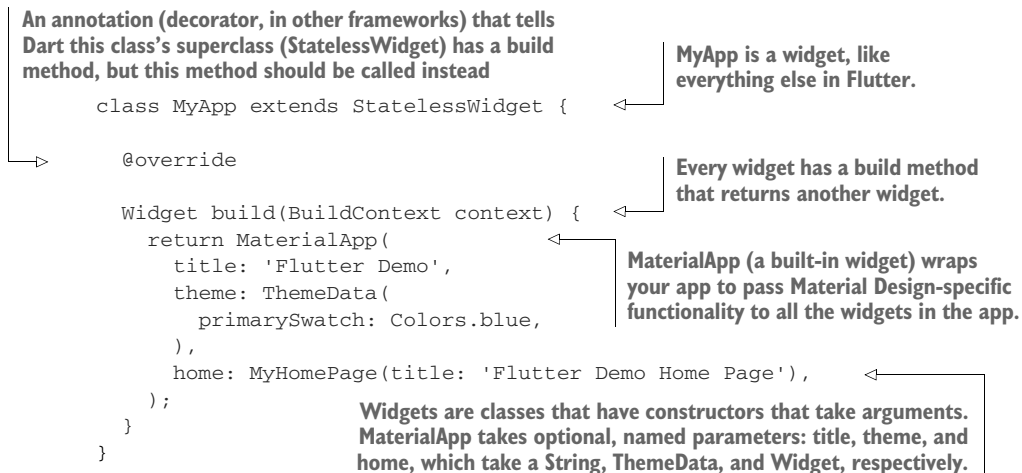 An annotation (decorator, in other frameworks) that tells
Dart this class's superclass (StatelessWidget) has a build
method, but this method should be called instead
MyApp is a widget, like
everything else in Flutter.
class MyApp extends StatelessWidget {
@override
Every widget has a build method
that returns another widget.
Widget build(BuildContext context) {
return MaterialApp(
title: 'Flutter Demo',
theme: ThemeData(
primarySwatch: Colors.blue,
),
MaterialApp (a built-in widget) wraps
your app to pass Material Design-specific
functionality to all the widgets in the app.
home: MyHomePage(title: 'Flutter Demo Home Page'),
);
}
}
Widgets are classes that have constructors that take arguments.
MaterialApp takes optional, named parameters: title, theme, and
home, which take a String, ThemeData, and Widget, respectively.